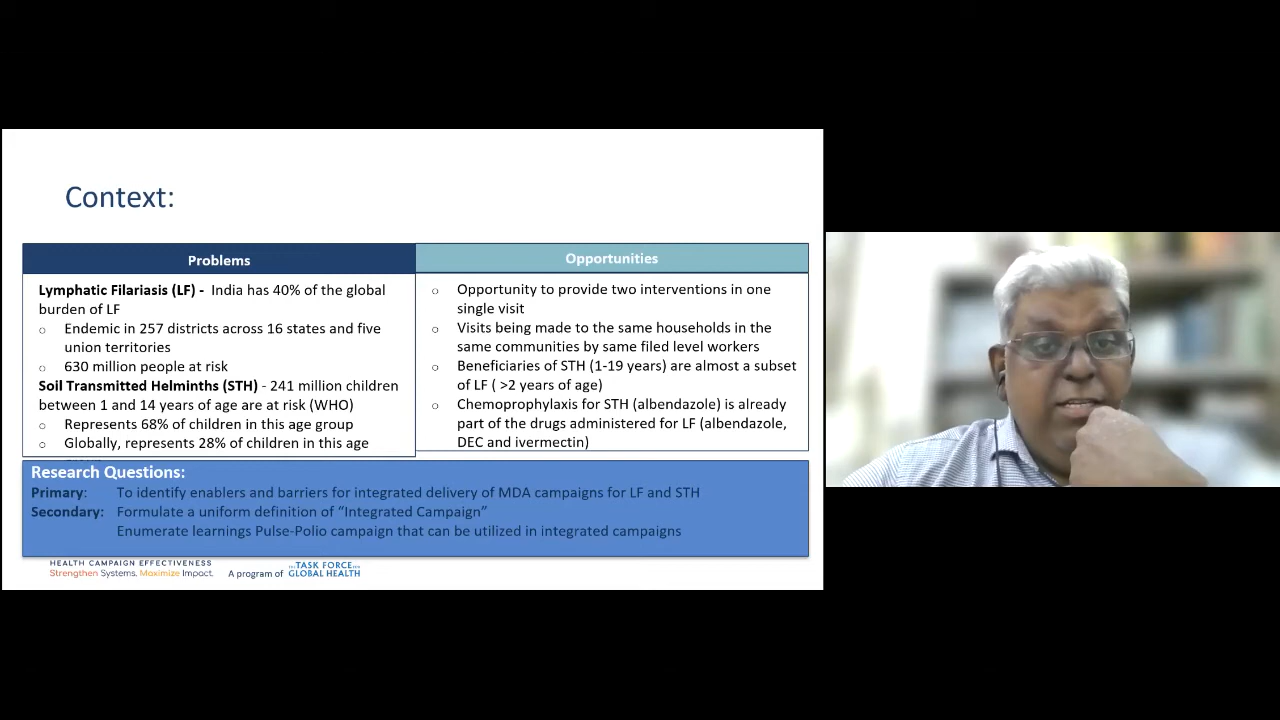 Context:
Problems
Lymphatic Filariasis (LF) - India has 40% of the global
burden of LF
o Endemic in 257 districts across 16 states and five
union territories
o 630 million people at risk
Soil Transmitted Helminths (STH) - 241 million children
between 1 and 14 years of age are at risk (WHO)
o Represents 68% of children in this age group
o Globally, represents 28% of children in this age
Opportunities
o Opportunity to provide two interventions in one
single visit
o Visits being made to the same households in the
same communities by same filed level workers
o Beneficiaries of STH (1-19 years) are almost a subset
of LF ( >2 years of age)
o Chemoprophylaxis for STH (albendazole) is already
part of the drugs administered for LF (albendazole,
DEC and ivermectin)
Research Questions:
Primary: To identify enablers and barriers for integrated delivery of MDA campaigns for LF and STH
Secondary: Formulate a uniform definition of “Integrated Campaign”
Enumerate learnings Pulse-Polio campaign that can be utilized in integrated campaigns
HEALTH CAMPAIGN EFFECTIVENESS
Strengthen Systems. Maximize Impact.
A program of
THE TASK FORCE FOR
GLOBAL HEALTH